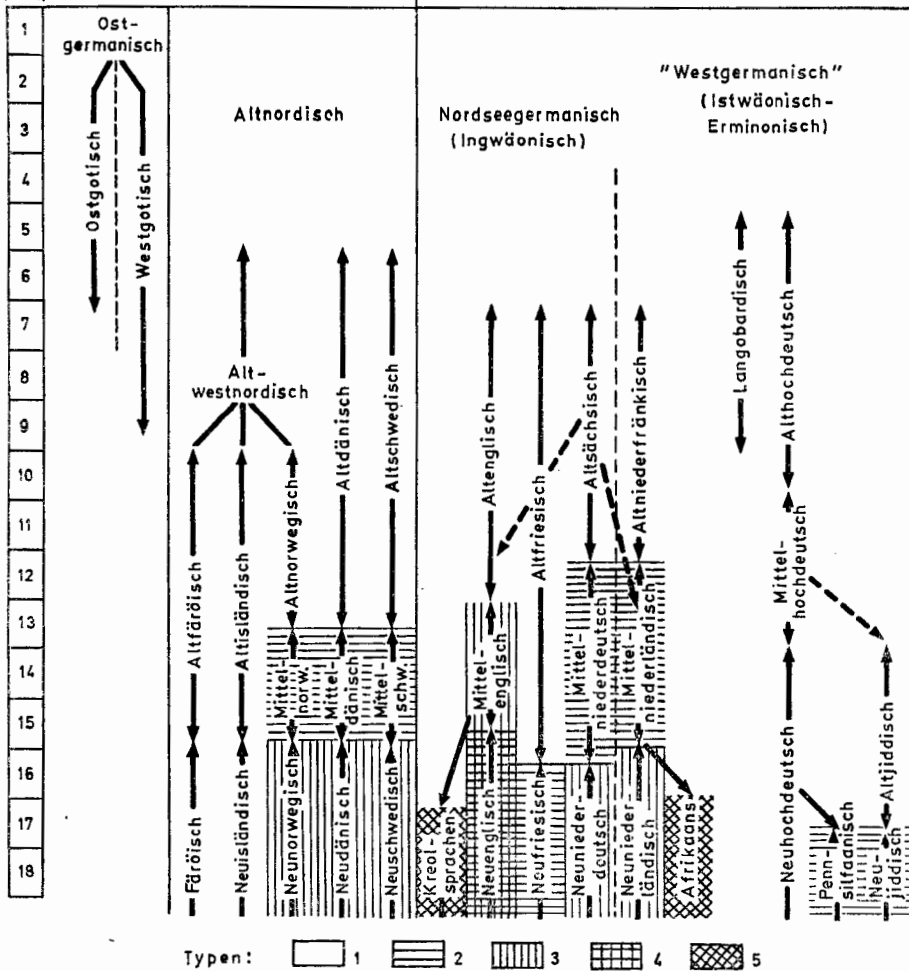 1
2
3
4
5
6
7
8
9
10
11
12
13
14
15
16
17
18
Ost-
germanisch
Ostgotisch
Westgotisch
Altnordisch
Nordseegermanisch
(Ingwäonisch)
"Westgermanisch"
(Istwäonisch-
Erminonisch)
Alt-
westnordisch
Altfäröisch
Altisländisch
Altnorwegisch
Altdänisch
Altschwedisch
Altenglisch
Altfriesisch
Altsächsisch
Altniederfränkisch
Langobardisch
Althochdeutsch
Mittel-
norw.
Mittel-
dänisch
Mittel-
schw.
Mittel-
englisch
Mittel-
niederdeutsch
Mittel-
niederländisch
Mittel-
hochdeutsch
Altjiddisch
Färöisch
Neuisländisch
Neunorwegisch
Neudänisch
Neuschwedisch
Kreol-
sprachen
Neuenglisch
Neufriesisch
Neunieder-
deutsch
Neunieder-
ländisch
Afrikaans
Neuhochdeutsch
Penn-
silfaanisch
Neu-
jiddisch
Typen: 1 2 3 4 5